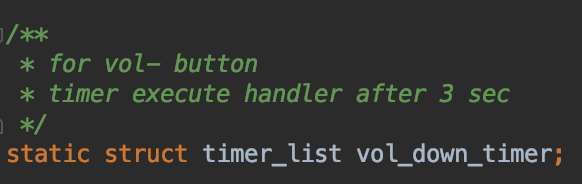 /**
 * for vol- button
 * timer execute handler after 3 sec
 */
static struct timer_list vol_down_timer;